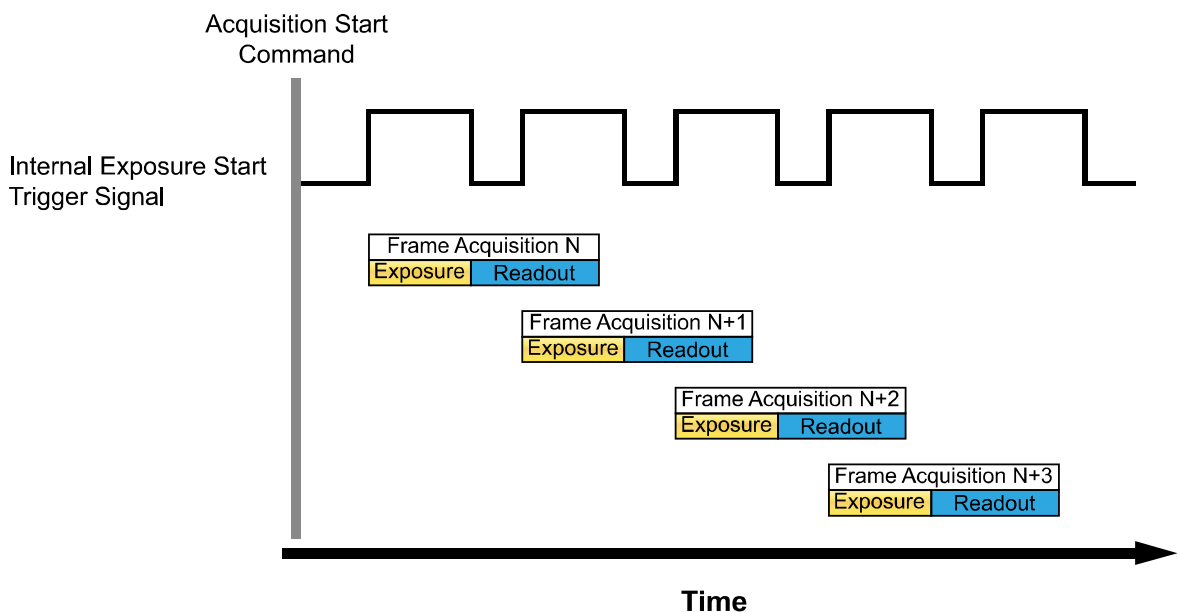 Acquisition Start
Command
Internal Exposure Start
Trigger Signal
Frame Acquisition N
Exposure Readout
Frame Acquisition N+1
Exposure Readout
Frame Acquisition N+2
Exposure Readout
Frame Acquisition N+3
Exposure Readout
Time